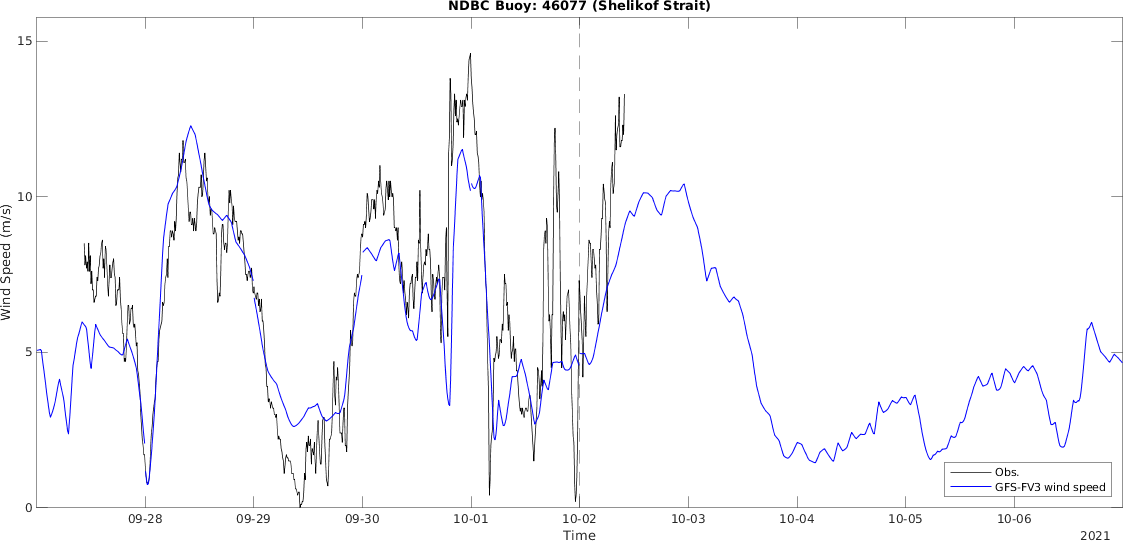 NDBC Buoy: 46077 (Shelikof Strait)
15
10
5
0
Wind Speed (m/s)
09-28
09-29
09-30
10-01
10-02
10-03
10-04
10-05
10-06
Time
2021
Obs.
GFS-FV3 wind speed